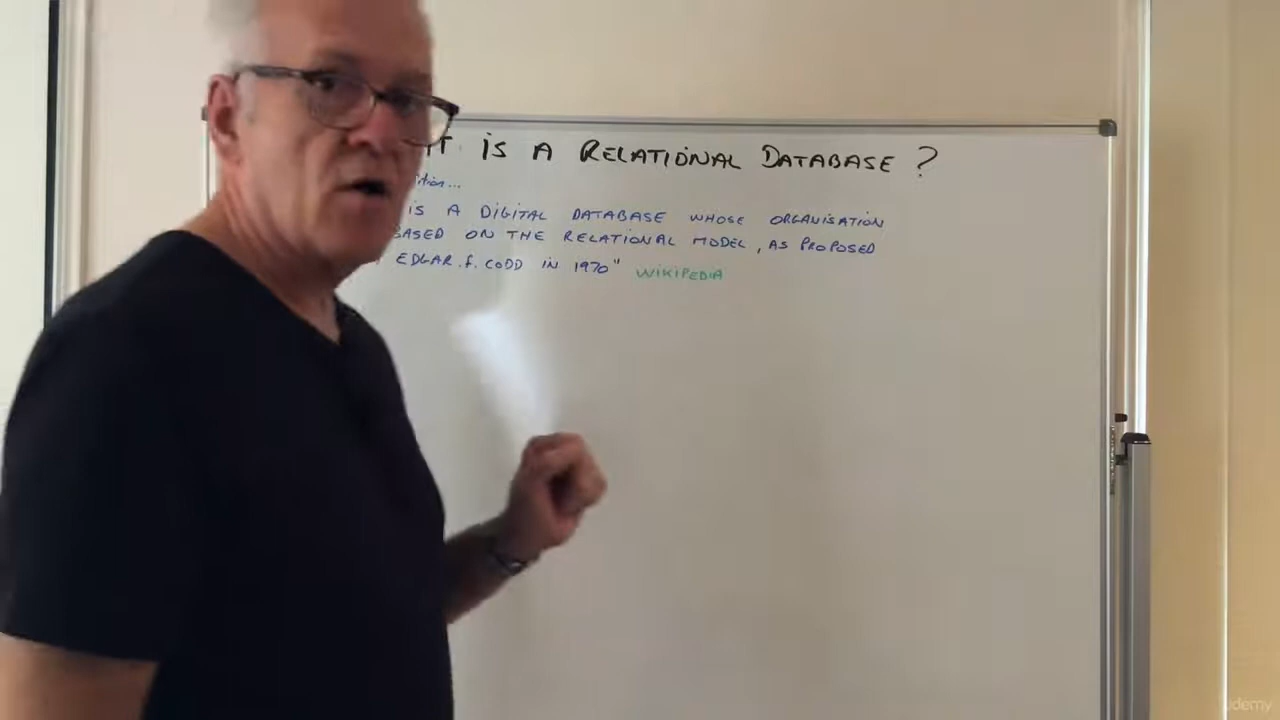 IS A RELATIONAL DATABASE ?
IS A DIGITAL DATABASE WHOSE ORGANISATION
BASED ON THE RELATIONAL MODEL, AS PROPOSED
EDGAR.F. CODD IN 1970" WIKIPEDIA
udemy